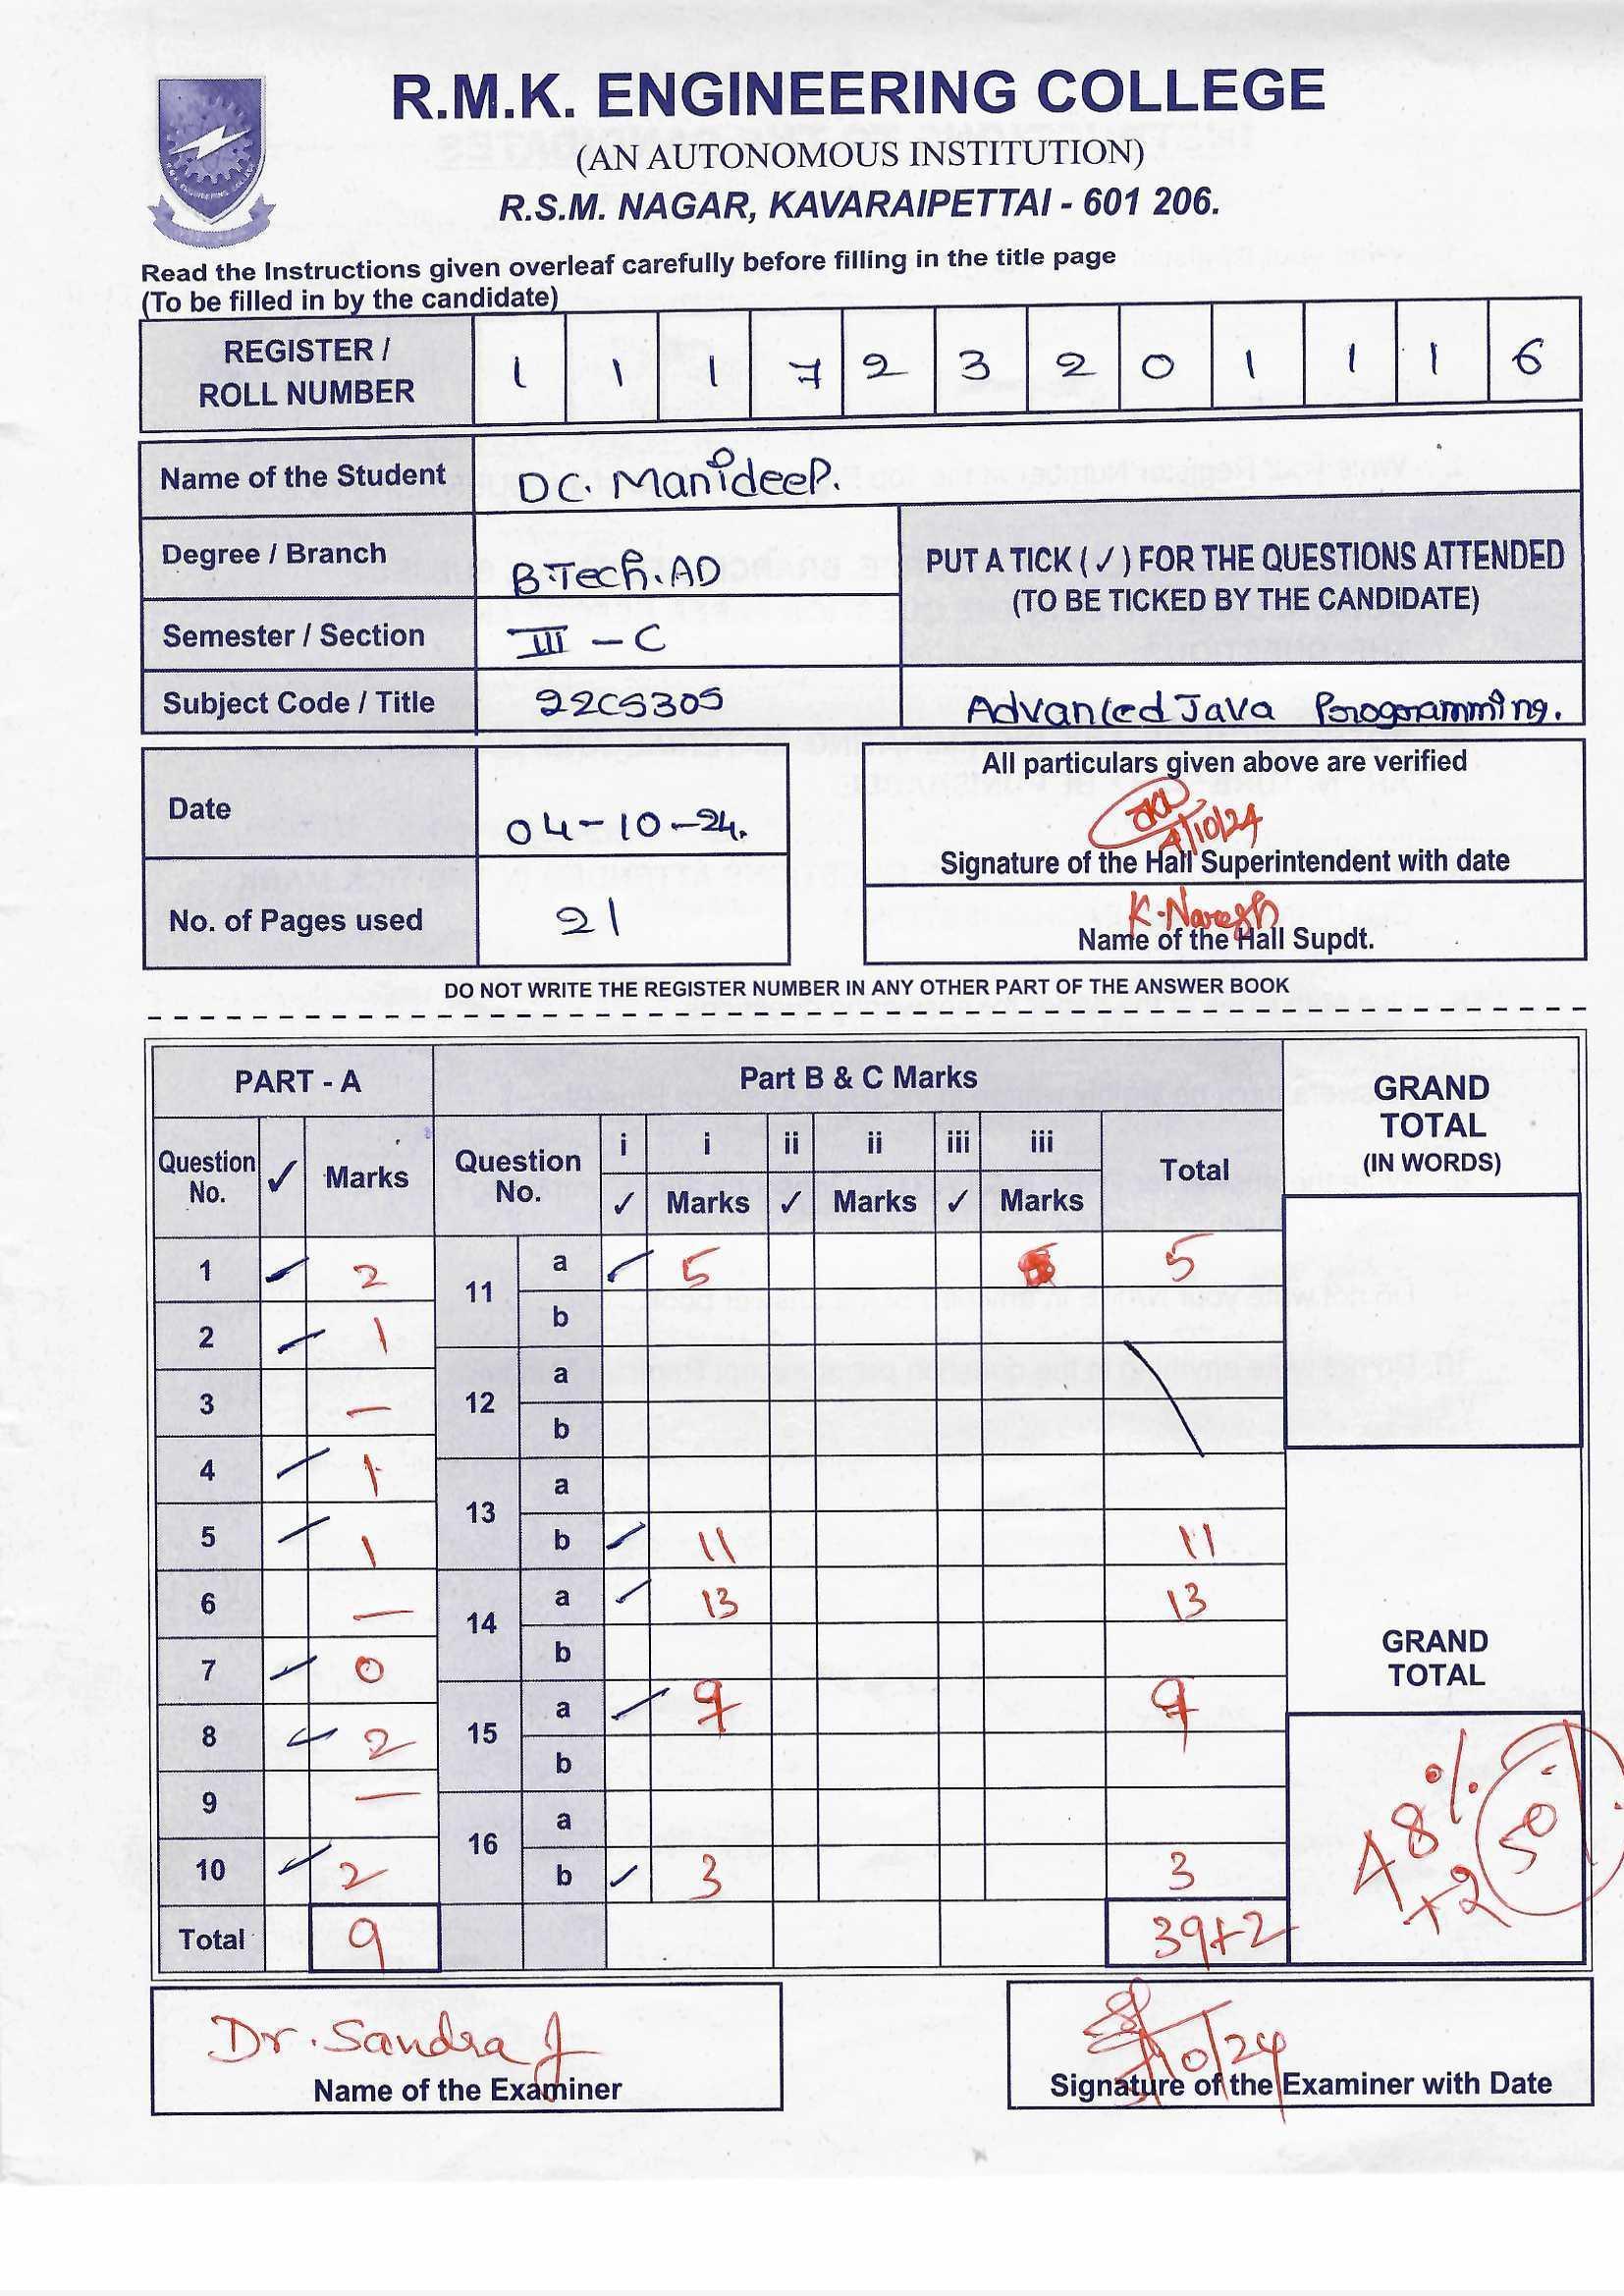 R.M.K. ENGINEERING COLLEGE
(AN AUTONOMOUS INSTITUTION)
R.S.M. NAGAR, KAVARAIPETTAI - 601 206.
Read the Instructions given overleaf carefully before filling in the title page
(To be filled in by the candidate)
REGISTER / ROLL NUMBER 1 1 1 7 2 3 2 0 1 1 1 6
Name of the Student DC. ManideeP.
Degree / Branch B.Tech.AD
PUT A TICK ( ✓ ) FOR THE QUESTIONS ATTENDED
(TO BE TICKED BY THE CANDIDATE)
Semester / Section III - C
Subject Code / Title 22CS305 Advanced Java Programming.
Date 04-10-24.
All particulars given above are verified
4/10/24
Signature of the Hall Superintendent with date
No. of Pages used 21
K. Naresh
Name of the Hall Supdt.
DO NOT WRITE THE REGISTER NUMBER IN ANY OTHER PART OF THE ANSWER BOOK
PART - A Part B & C Marks GRAND TOTAL (IN WORDS)
Question No. ✓ Marks Question No. i ✓ i Marks ii ✓ ii Marks iii ✓ iii Marks Total
1 ✓ 2 11 a ✓ 5 5
2 ✓ 1 b
3 — 12 a
4 ✓ 1 b
5 ✓ 1 13 a
b ✓ 11 11
6 — 14 a ✓ 13 13
7 ✓ 0 b
8 ✓ 2 15 a ✓ 9 9
9 — b
10 ✓ 2 16 a
b ✓ 3 3
Total 9 39+2
GRAND TOTAL
48%
+2
50%
Dr. Sandra J
Name of the Examiner
10/24
Signature of the Examiner with Date